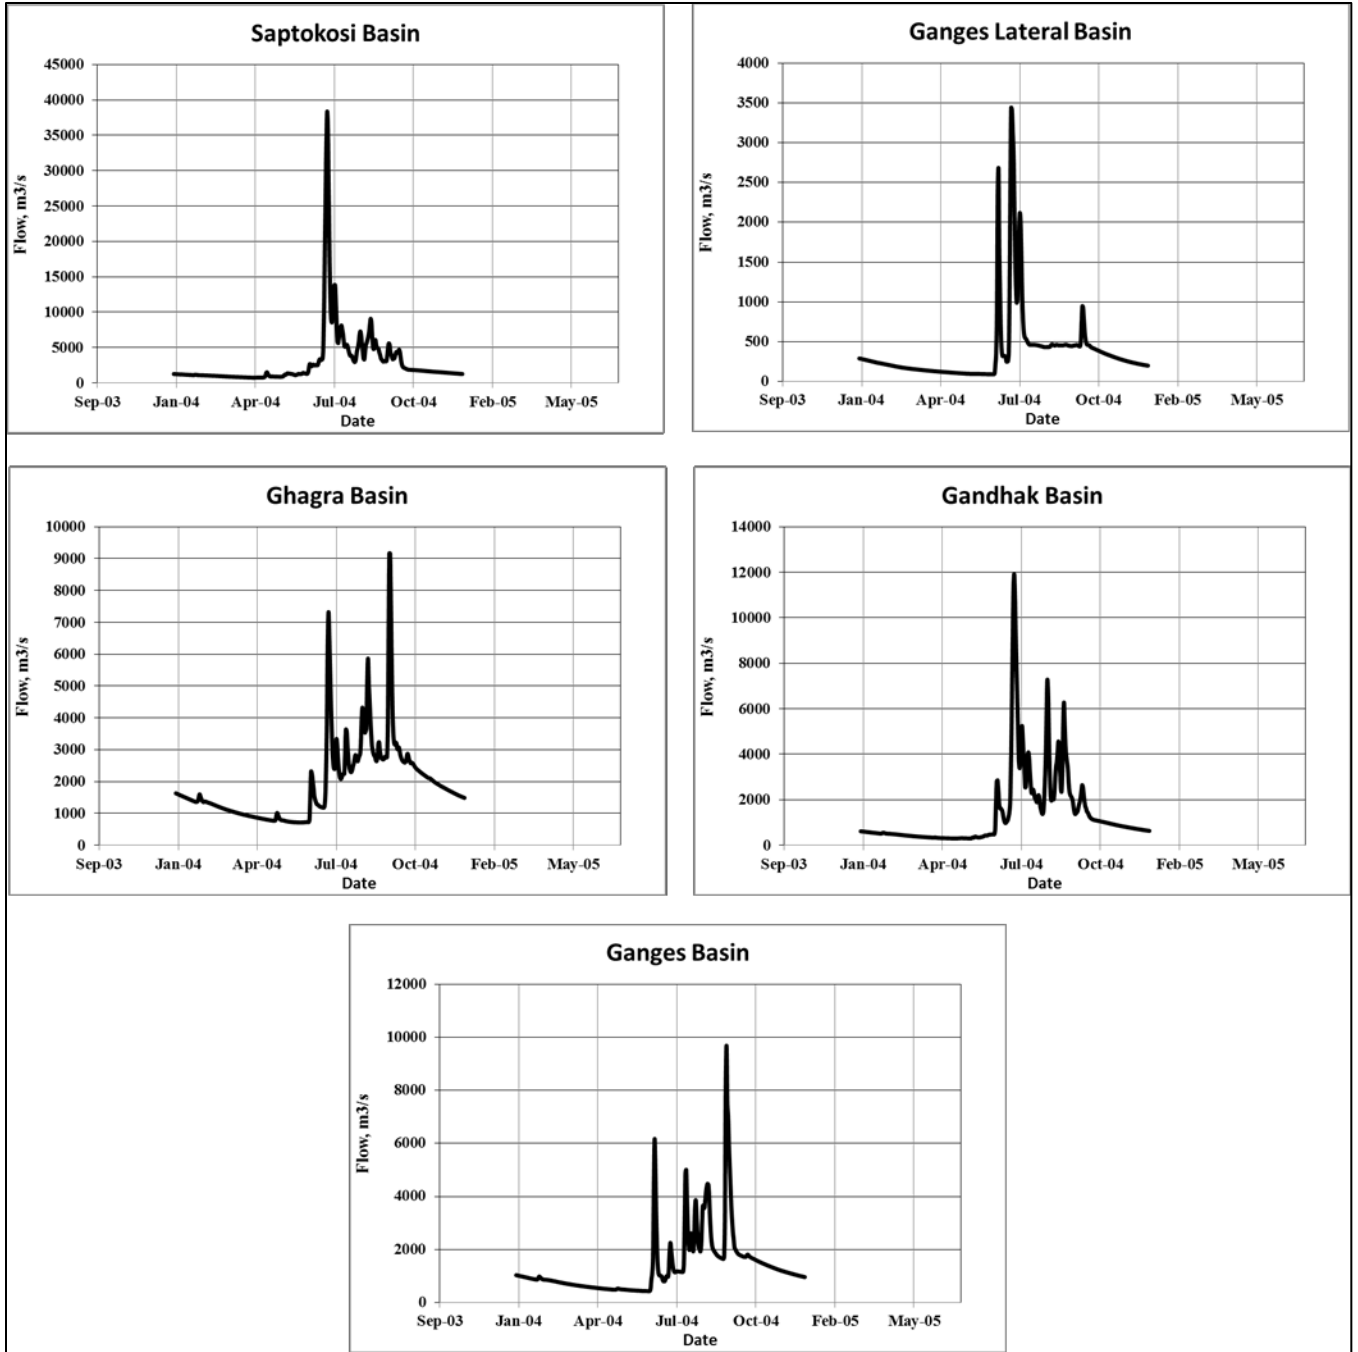 Saptokosi Basin
45000
40000
35000
30000
25000
20000
15000
10000
5000
0
Flow, m3/s
Sep-03 Jan-04 Apr-04 Jul-04 Oct-04 Feb-05 May-05
Date
Ganges Lateral Basin
4000
3500
3000
2500
2000
1500
1000
500
0
Flow, m3/s
Sep-03 Jan-04 Apr-04 Jul-04 Oct-04 Feb-05 May-05
Date
Ghagra Basin
10000
9000
8000
7000
6000
5000
4000
3000
2000
1000
0
Flow, m3/s
Sep-03 Jan-04 Apr-04 Jul-04 Oct-04 Feb-05 May-05
Date
Gandhak Basin
14000
12000
10000
8000
6000
4000
2000
0
Flow, m3/s
Sep-03 Jan-04 Apr-04 Jul-04 Oct-04 Feb-05 May-05
Date
Ganges Basin
12000
10000
8000
6000
4000
2000
0
Flow, m3/s
Sep-03 Jan-04 Apr-04 Jul-04 Oct-04 Feb-05 May-05
Date